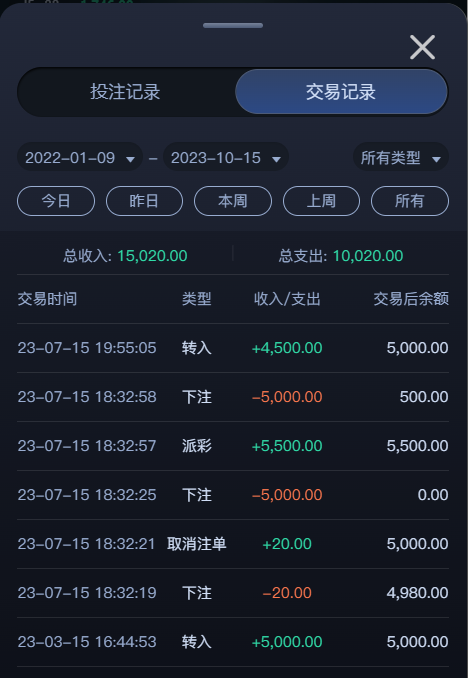 投注记录 交易记录
2022-01-09 – 2023-10-15 所有类型
今日 昨日 本周 上周 所有
总收入: 15,020.00 总支出: 10,020.00
交易时间 类型 收入/支出 交易后余额
23-07-15 19:55:05 转入 +4,500.00 5,000.00
23-07-15 18:32:58 下注 -5,000.00 500.00
23-07-15 18:32:57 派彩 +5,500.00 5,500.00
23-07-15 18:32:25 下注 -5,000.00 0.00
23-07-15 18:32:21 取消注单 +20.00 5,000.00
23-07-15 18:32:19 下注 -20.00 4,980.00
23-03-15 16:44:53 转入 +5,000.00 5,000.00